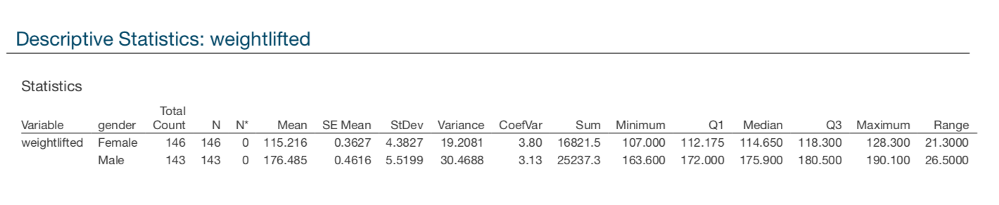 Descriptive Statistics: weightlifted
Statistics
Total
Variable gender Count N N* Mean SE Mean StDev Variance CoefVar Sum Minimum Q1 Median Q3 Maximum Range
weightlifted Female 146 146 0 115.216 0.3627 4.3827 19.2081 3.80 16821.5 107.000 112.175 114.650 118.300 128.300 21.3000
Male 143 143 0 176.485 0.4616 5.5199 30.4688 3.13 25237.3 163.600 172.000 175.900 180.500 190.100 26.5000